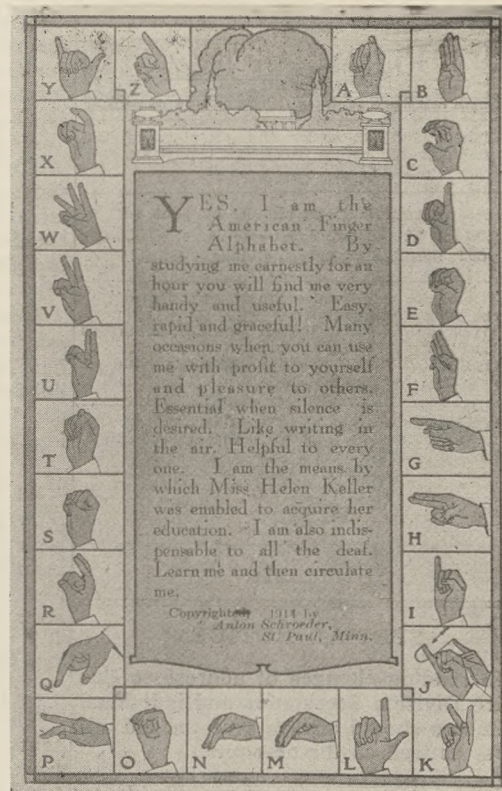 Y
Z
A
B
X
C
W
D
V
E
U
F
T
G
S
H
R
I
Q
J
P
O
N
M
L
K
YES, I am the
American Finger
Alphabet. By
studying me earnestly for an
hour you will find me very
handy and useful. Easy,
rapid and graceful! Many
occasions when you can use
me with profit to yourself
and pleasure to others.
Essential when silence is
desired. Like writing in
the air. Helpful to every
one. I am the means by
which Miss Helen Keller
was enabled to acquire her
education. I am also indis-
pensable to all the deaf.
Learn me and then circulate
me.
Copyright 1914 by
Anton Schroeder,
St. Paul, Minn.